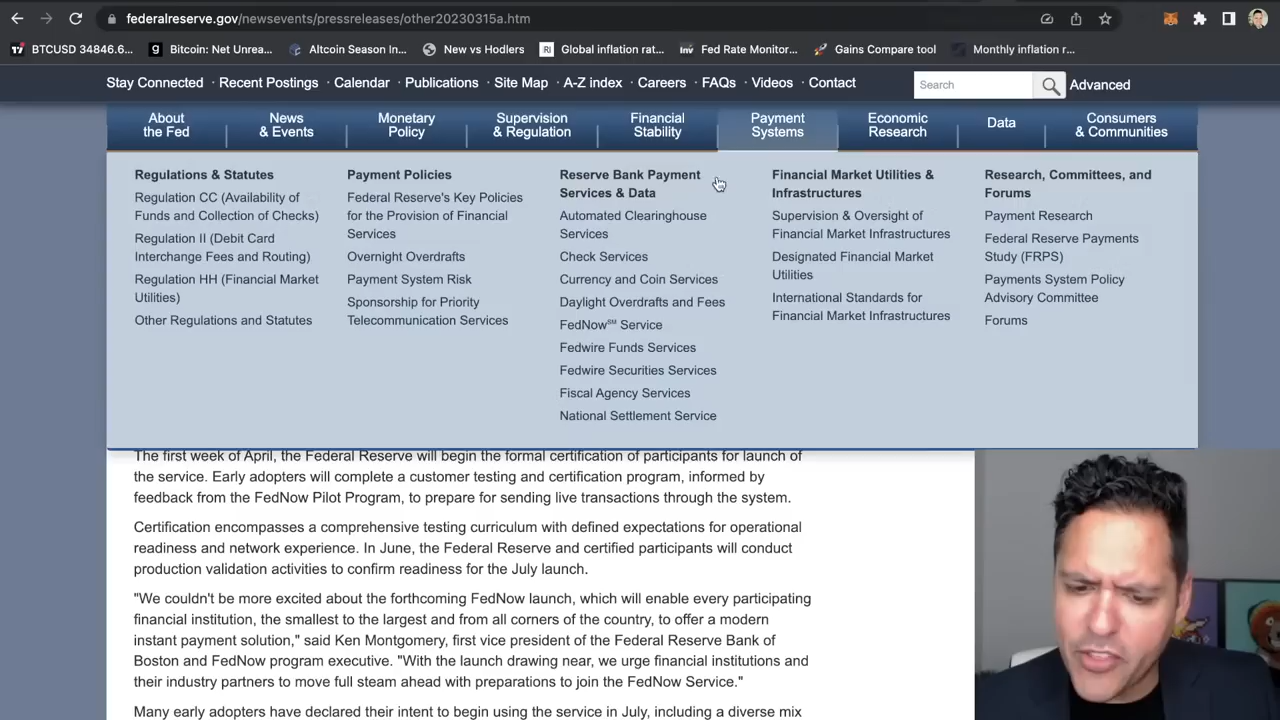 federalreserve.gov/newsevents/pressreleases/other20230315a.htm
BTCUSD 34846.6... Bitcoin: Net Unrea... Altcoin Season In... New vs Hodlers Global inflation rat... Fed Rate Monitor... Gains Compare tool Monthly inflation r...
Stay Connected · Recent Postings · Calendar · Publications · Site Map · A-Z index · Careers · FAQs · Videos · Contact Search Advanced
About
the Fed
News
& Events
Monetary
Policy
Supervision
& Regulation
Financial
Stability
Payment
Systems
Economic
Research
Data
Consumers
& Communities
Regulations & Statutes
Regulation CC (Availability of
Funds and Collection of Checks)
Regulation II (Debit Card
Interchange Fees and Routing)
Regulation HH (Financial Market
Utilities)
Other Regulations and Statutes
Payment Policies
Federal Reserve's Key Policies
for the Provision of Financial
Services
Overnight Overdrafts
Payment System Risk
Sponsorship for Priority
Telecommunication Services
Reserve Bank Payment
Services & Data
Automated Clearinghouse
Services
Check Services
Currency and Coin Services
Daylight Overdrafts and Fees
FedNow℠ Service
Fedwire Funds Services
Fedwire Securities Services
Fiscal Agency Services
National Settlement Service
Financial Market Utilities &
Infrastructures
Supervision & Oversight of
Financial Market Infrastructures
Designated Financial Market
Utilities
International Standards for
Financial Market Infrastructures
Research, Committees, and
Forums
Payment Research
Federal Reserve Payments
Study (FRPS)
Payments System Policy
Advisory Committee
Forums
The first week of April, the Federal Reserve will begin the formal certification of participants for launch of
the service. Early adopters will complete a customer testing and certification program, informed by
feedback from the FedNow Pilot Program, to prepare for sending live transactions through the system.
Certification encompasses a comprehensive testing curriculum with defined expectations for operational
readiness and network experience. In June, the Federal Reserve and certified participants will conduct
production validation activities to confirm readiness for the July launch.
"We couldn't be more excited about the forthcoming FedNow launch, which will enable every participating
financial institution, the smallest to the largest and from all corners of the country, to offer a modern
instant payment solution," said Ken Montgomery, first vice president of the Federal Reserve Bank of
Boston and FedNow program executive. "With the launch drawing near, we urge financial institutions and
their industry partners to move full steam ahead with preparations to join the FedNow Service."
Many early adopters have declared their intent to begin using the service in July, including a diverse mix